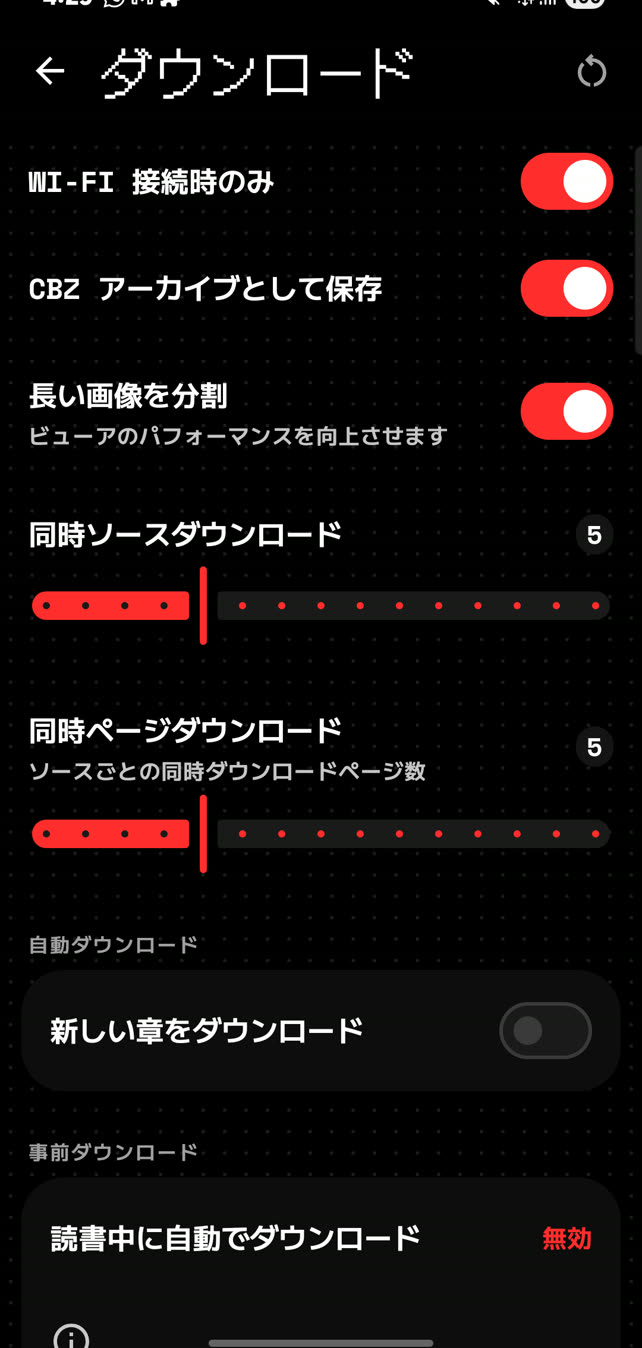 ダウンロード
WI-FI 接続時のみ
CBZ アーカイブとして保存
長い画像を分割
ビューアのパフォーマンスを向上させます
同時ソースダウンロード
5
同時ページダウンロード
5
ソースごとの同時ダウンロードページ数
自動ダウンロード
新しい章をダウンロード
事前ダウンロード
読書中に自動でダウンロード
無効